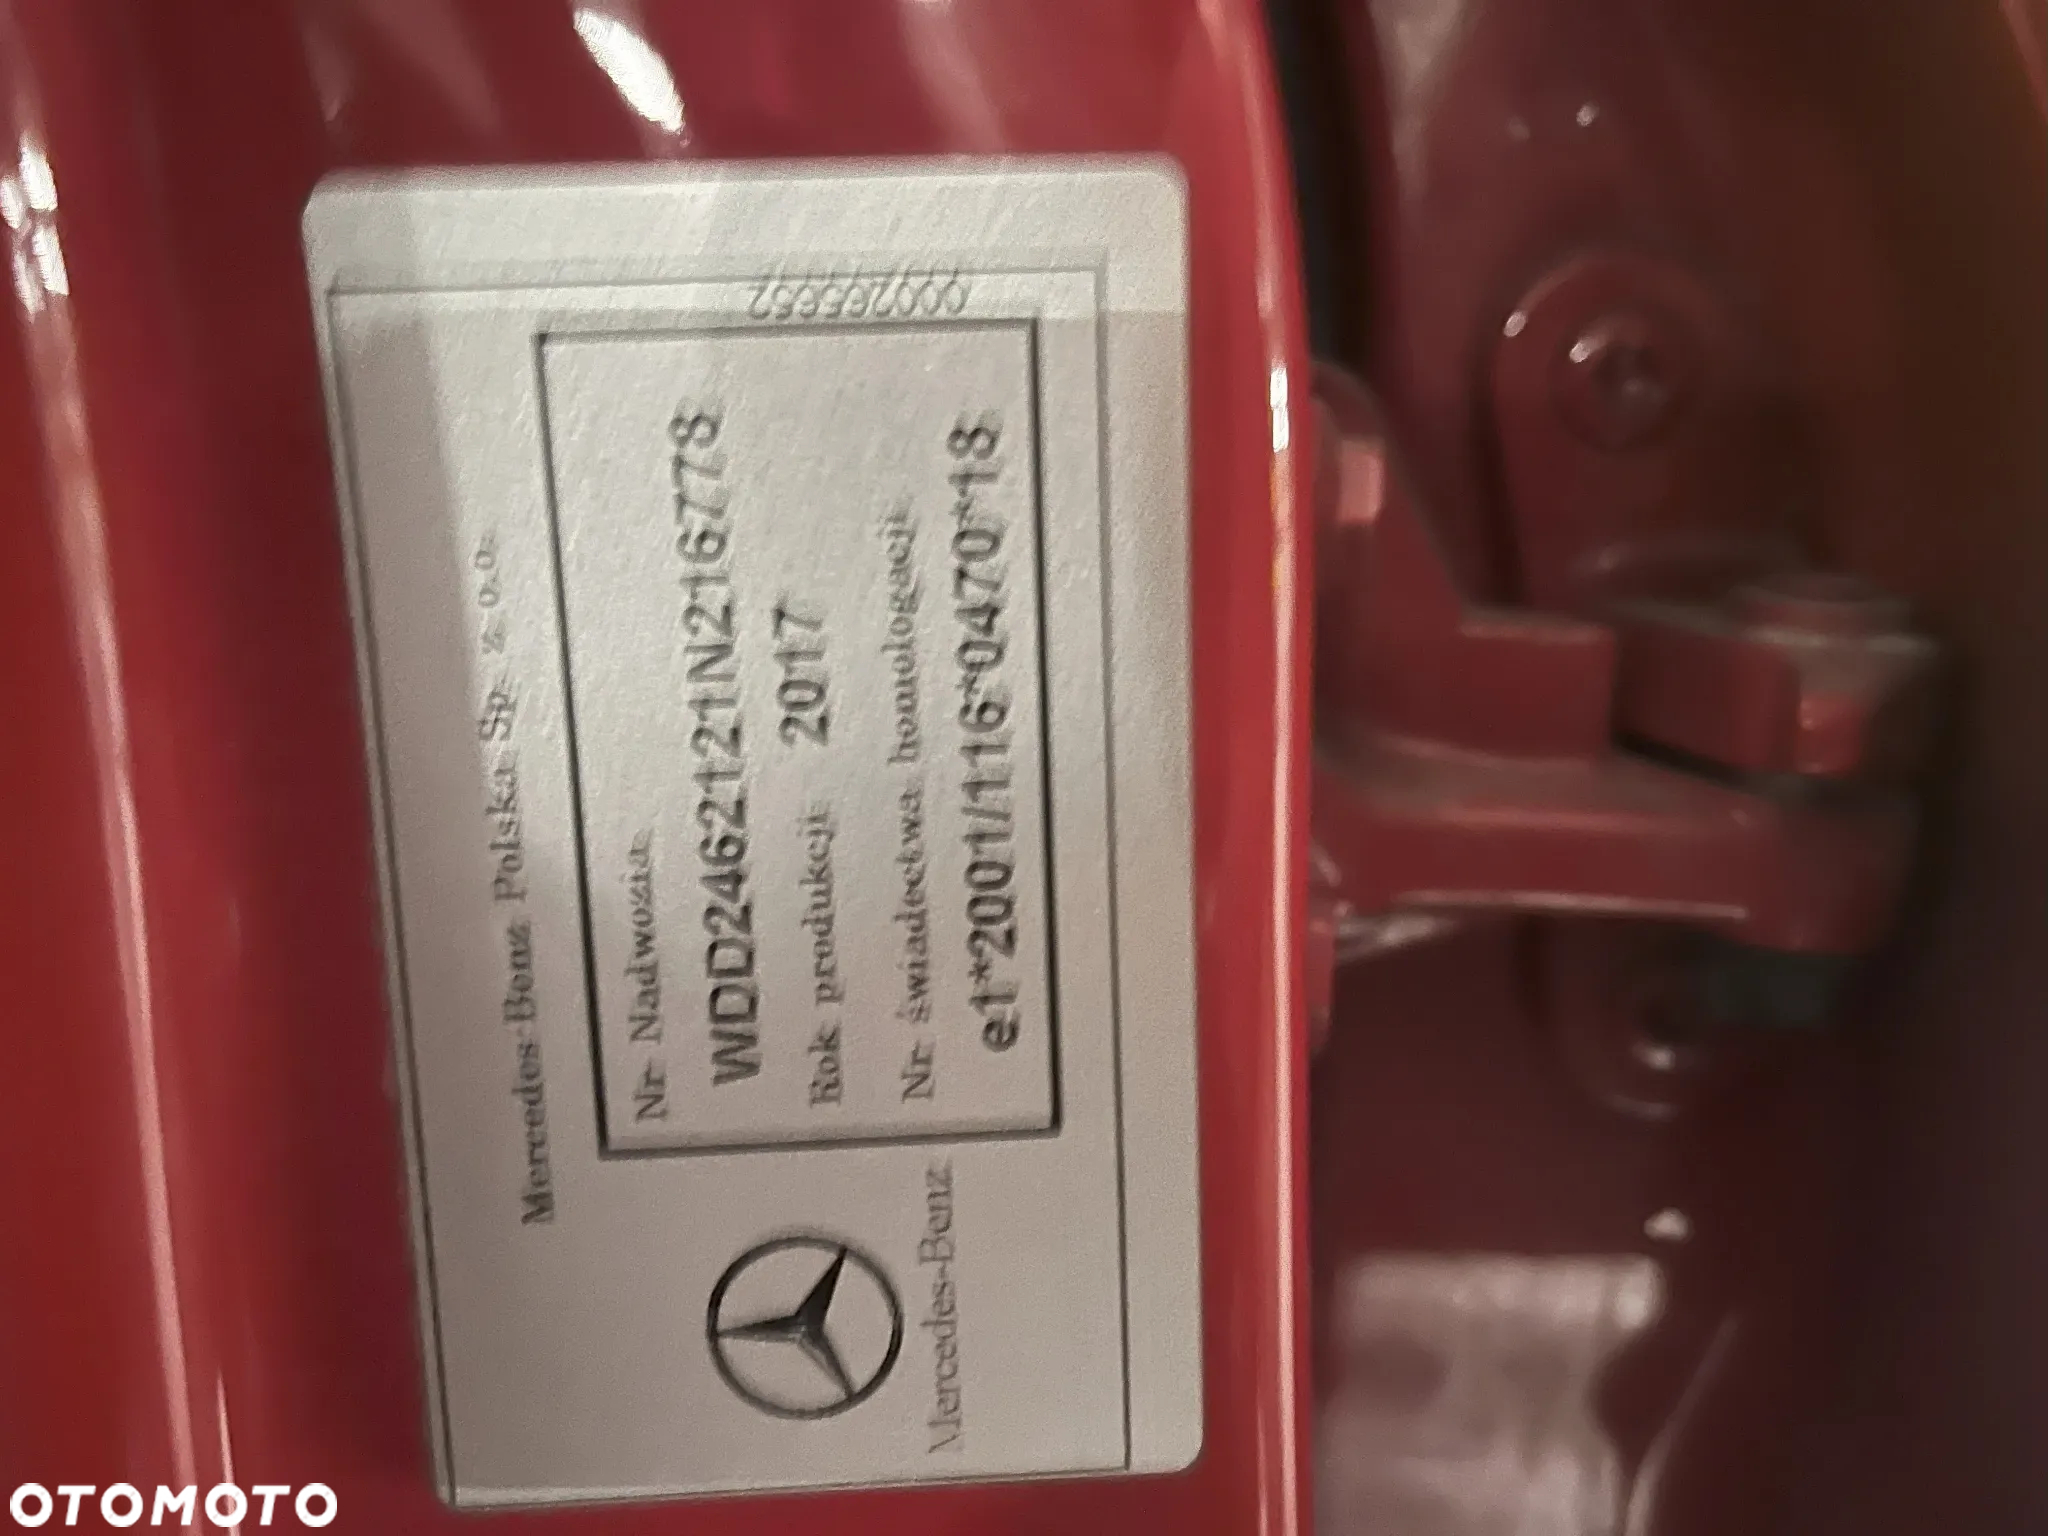 Mercedes-Benz Polska Sp. z o.o.
Nr Nadwozia
WDD2462121N216778
Rok produkcji 2017
Nr świadectwa homologacji
e1*2001/116*0470*18
Mercedes-Benz
OTOMOTO